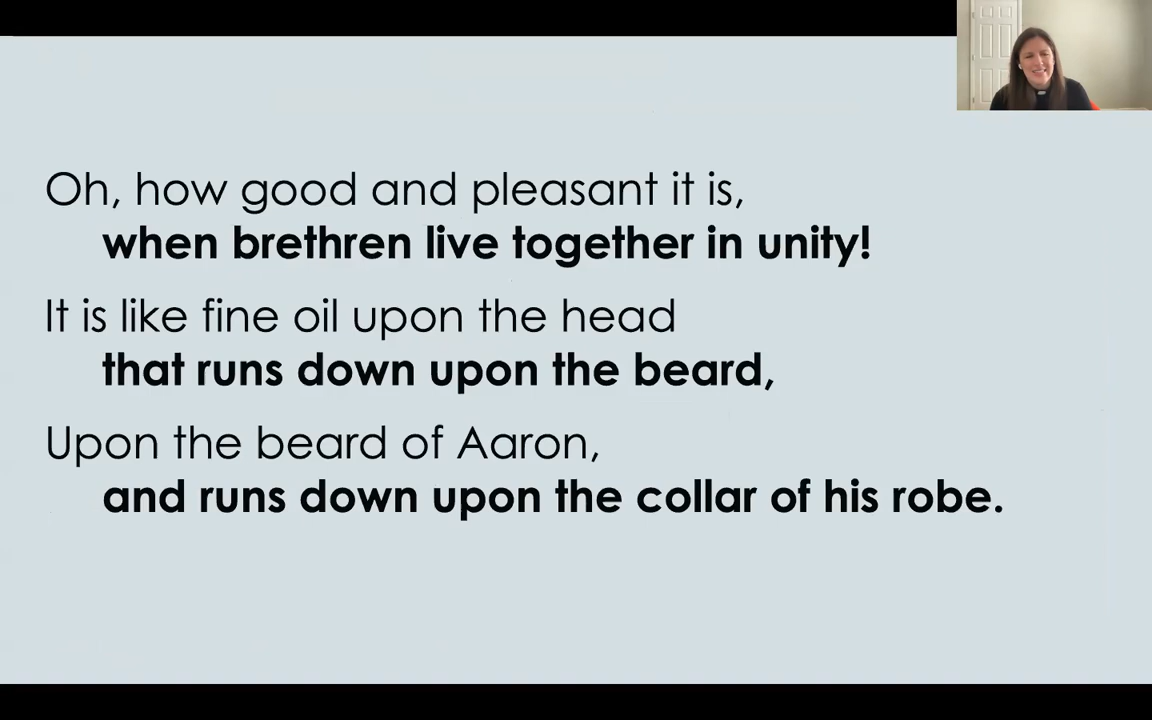 Oh, how good and pleasant it is,
when brethren live together in unity!
It is like fine oil upon the head
that runs down upon the beard,
Upon the beard of Aaron,
and runs down upon the collar of his robe.